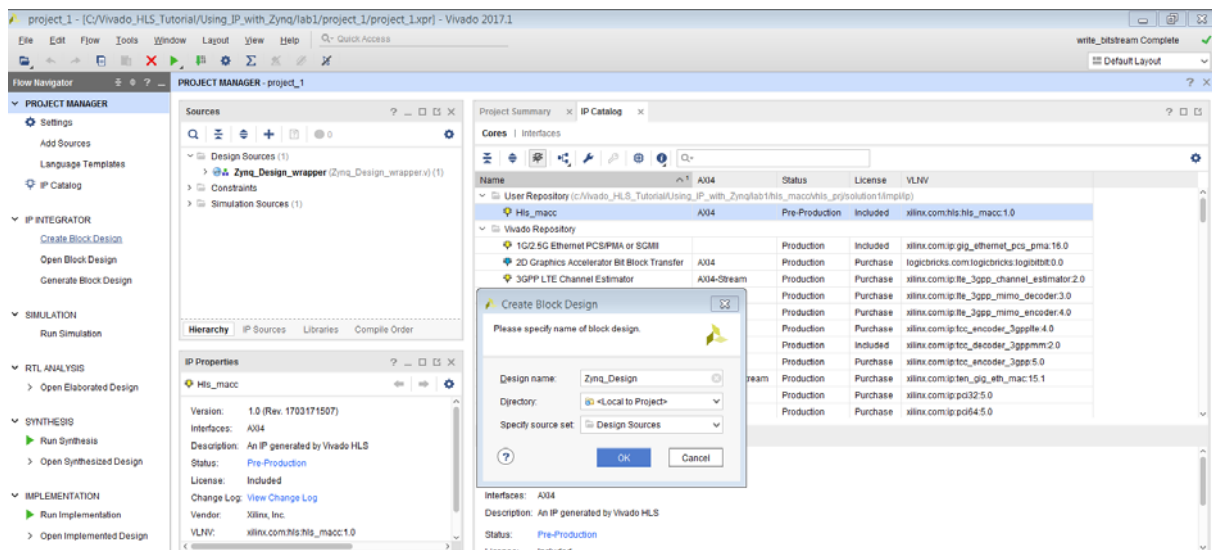 project_1 - [C:/Vivado_HLS_Tutorial/Using_IP_with_Zynq/lab1/project_1/project_1.xpr] - Vivado 2017.1
File Edit Flow Tools Window Layout View Help Quick Access
write_bitstream Complete
Default Layout
Flow Navigator
PROJECT MANAGER
Settings
Add Sources
Language Templates
IP Catalog
IP INTEGRATOR
Create Block Design
Open Block Design
Generate Block Design
SIMULATION
Run Simulation
RTL ANALYSIS
Open Elaborated Design
SYNTHESIS
Run Synthesis
Open Synthesized Design
IMPLEMENTATION
Run Implementation
Open Implemented Design
PROJECT MANAGER - project_1
Sources
0
Design Sources (1)
Zynq_Design_wrapper (Zynq_Design_wrapper.v) (1)
Constraints
Simulation Sources (1)
Hierarchy IP Sources Libraries Compile Order
IP Properties
Hls_macc
Version: 1.0 (Rev. 1703171507)
Interfaces: AXI4
Description: An IP generated by Vivado HLS
Status: Pre-Production
License: Included
Change Log: View Change Log
Vendor: Xilinx, Inc.
VLNV: xilinx.com:hls:hls_macc:1.0
Project Summary IP Catalog
Cores | Interfaces
Name AXI4 Status License VLNV
User Repository (c:/Vivado_HLS_Tutorial/Using_IP_with_Zynq/lab1/hls_macc/vhls_prj/solution1/impl/ip)
Hls_macc AXI4 Pre-Production Included xilinx.com:hls:hls_macc:1.0
Vivado Repository
1G/2.5G Ethernet PCS/PMA or SGMII Production Included xilinx.com:ip:gig_ethernet_pcs_pma:16.0
2D Graphics Accelerator Bit Block Transfer AXI4 Production Purchase logicbricks.com:logicbricks:logibitblt:0.0
3GPP LTE Channel Estimator AXI4-Stream Production Purchase xilinx.com:ip:lte_3gpp_channel_estimator:2.0
Production Purchase xilinx.com:ip:lte_3gpp_mimo_decoder:3.0
Production Purchase xilinx.com:ip:lte_3gpp_mimo_encoder:4.0
Production Purchase xilinx.com:ip:tcc_encoder_3gpplte:4.0
Production Included xilinx.com:ip:tcc_decoder_3gppmm:2.0
Production Purchase xilinx.com:ip:tcc_encoder_3gpp:5.0
ream Production Purchase xilinx.com:ip:ten_gig_eth_mac:15.1
Production Purchase xilinx.com:ip:pci32:5.0
Production Purchase xilinx.com:ip:pci64:5.0
Create Block Design
Please specify name of block design.
Design name: Zynq_Design
Directory: <Local to Project>
Specify source set: Design Sources
OK Cancel
Interfaces: AXI4
Description: An IP generated by Vivado HLS
Status: Pre-Production